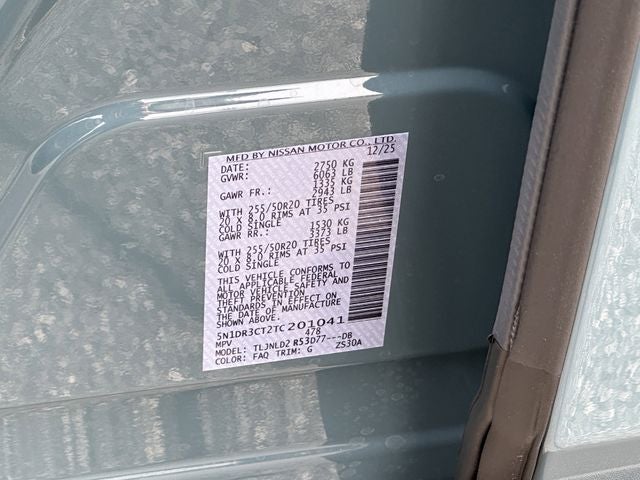 MFD BY NISSAN MOTOR CO., LTD.
DATE: 12/25
GVWR: 2750 KG
6063 LB
GAWR FR.: 1335 KG
2943 LB
WITH 255/50R20 TIRES
20 X 8.0 RIMS AT 35 PSI
COLD SINGLE
GAWR RR.: 1530 KG
3373 LB
WITH 255/50R20 TIRES
20 X 8.0 RIMS AT 35 PSI
COLD SINGLE
THIS VEHICLE CONFORMS TO
ALL APPLICABLE FEDERAL
MOTOR VEHICLE SAFETY AND
THEFT PREVENTION
STANDARDS IN EFFECT ON
THE DATE OF MANUFACTURE
SHOWN ABOVE.
5N1DR3CT2TC201041
MPV 478
MODEL: TLJNLD2 R53D77---DB
COLOR: FAQ TRIM: G ZS30A